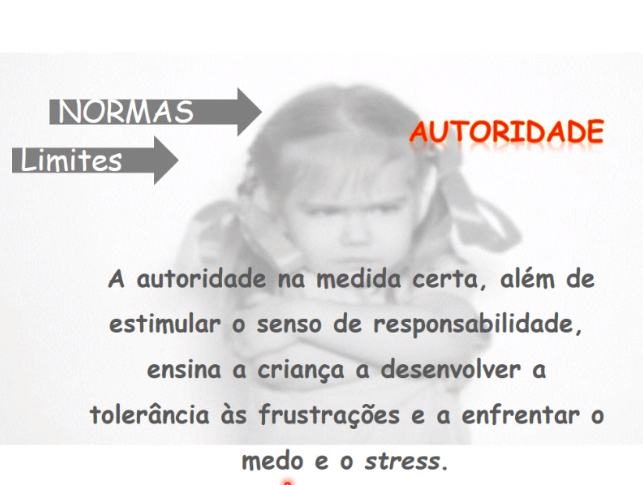 NORMAS
AUTORIDADE
Limites
A autoridade na medida certa, além de
estimular o senso de responsabilidade,
ensina a criança a desenvolver a
tolerância às frustrações e a enfrentar o
medo e o stress.